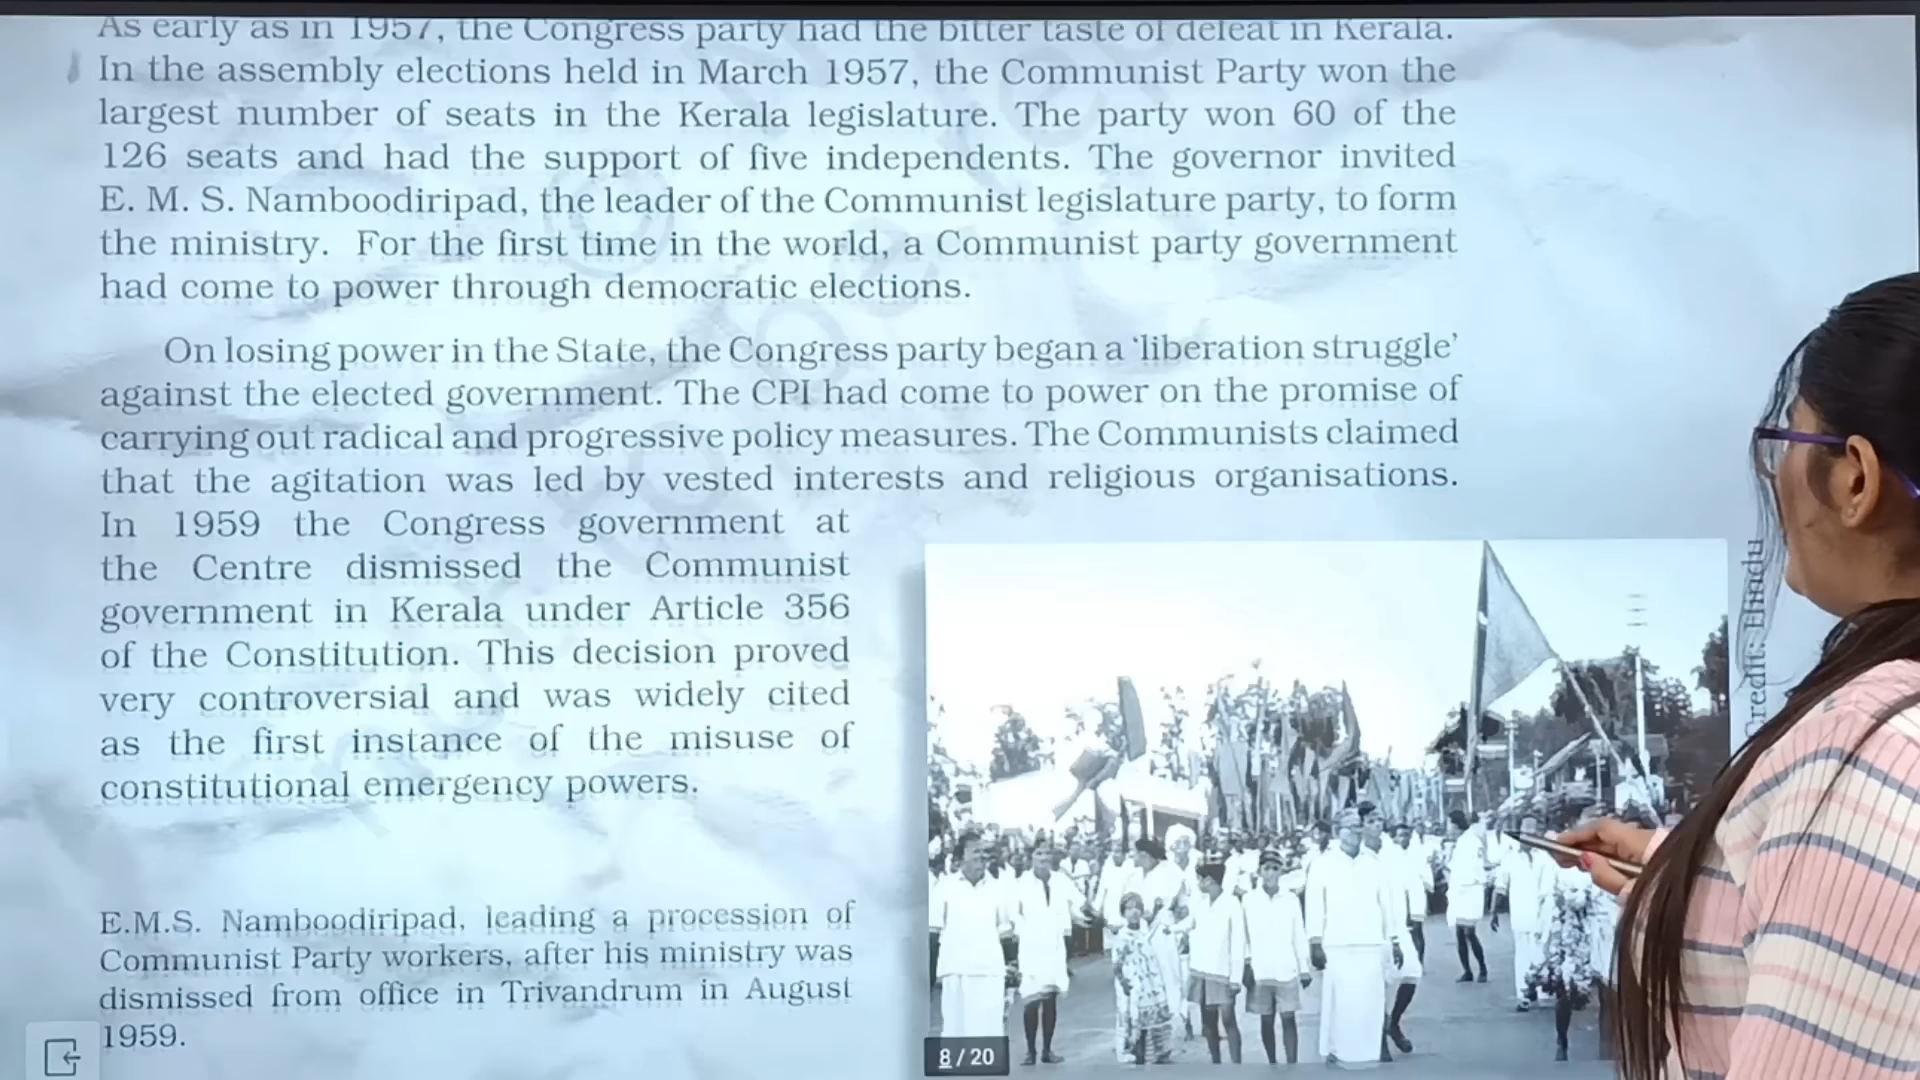 As early as in 1957, the Congress party had the bitter taste of defeat in Kerala.
In the assembly elections held in March 1957, the Communist Party won the
largest number of seats in the Kerala legislature. The party won 60 of the
126 seats and had the support of five independents. The governor invited
E. M. S. Namboodiripad, the leader of the Communist legislature party, to form
the ministry. For the first time in the world, a Communist party government
had come to power through democratic elections.
On losing power in the State, the Congress party began a ‘liberation struggle’
against the elected government. The CPI had come to power on the promise of
carrying out radical and progressive policy measures. The Communists claimed
that the agitation was led by vested interests and religious organisations.
In 1959 the Congress government at
the Centre dismissed the Communist
government in Kerala under Article 356
of the Constitution. This decision proved
very controversial and was widely cited
as the first instance of the misuse of
constitutional emergency powers.
E.M.S. Namboodiripad, leading a procession of
Communist Party workers, after his ministry was
dismissed from office in Trivandrum in August
1959.
Credit: Hindu
8 / 20